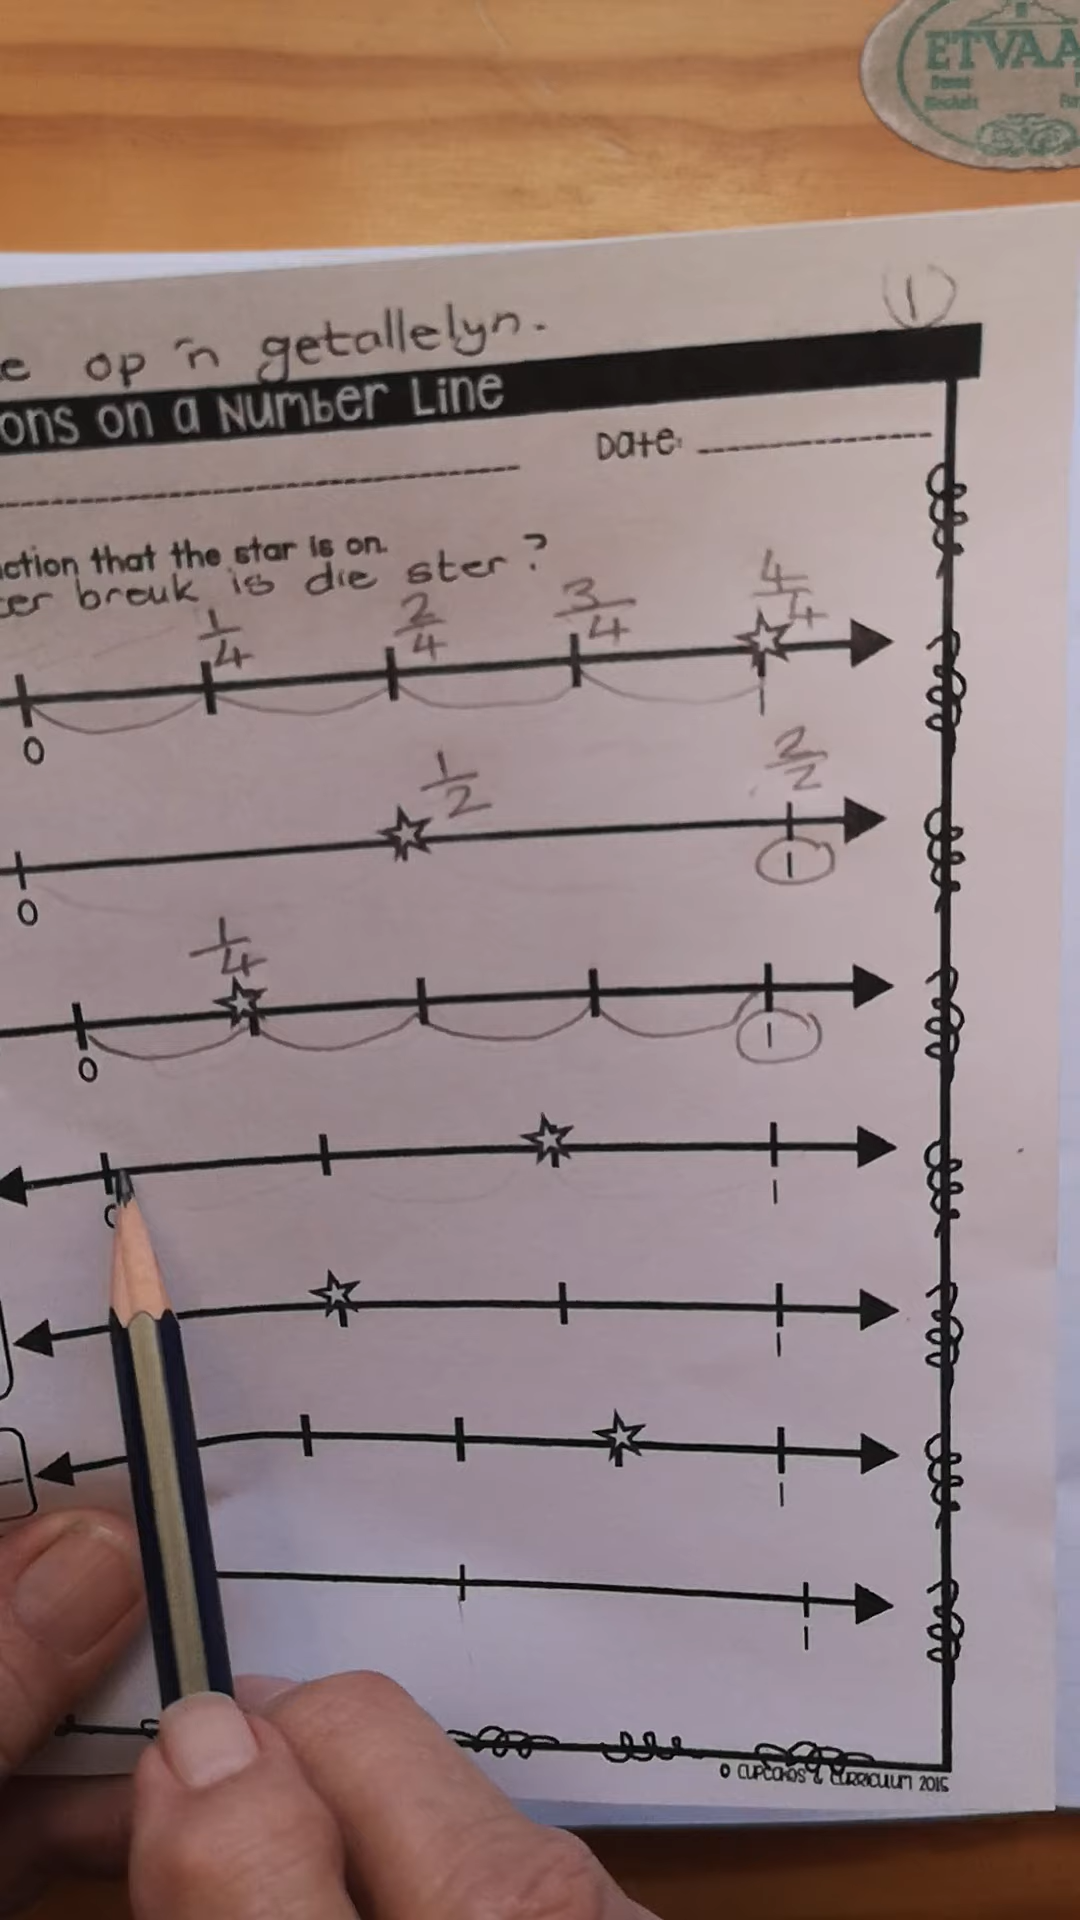 ETVAA
①
op 'n getallelyn.
ons on a Number Line
Date:
ction that the star is on.
er breuk is die ster?
1/4 2/4 3/4 4/4
0 1
1/2 2/2
0 1
1/4
0 1
1
1
1
1
© Cupcakes & Curriculum 2015